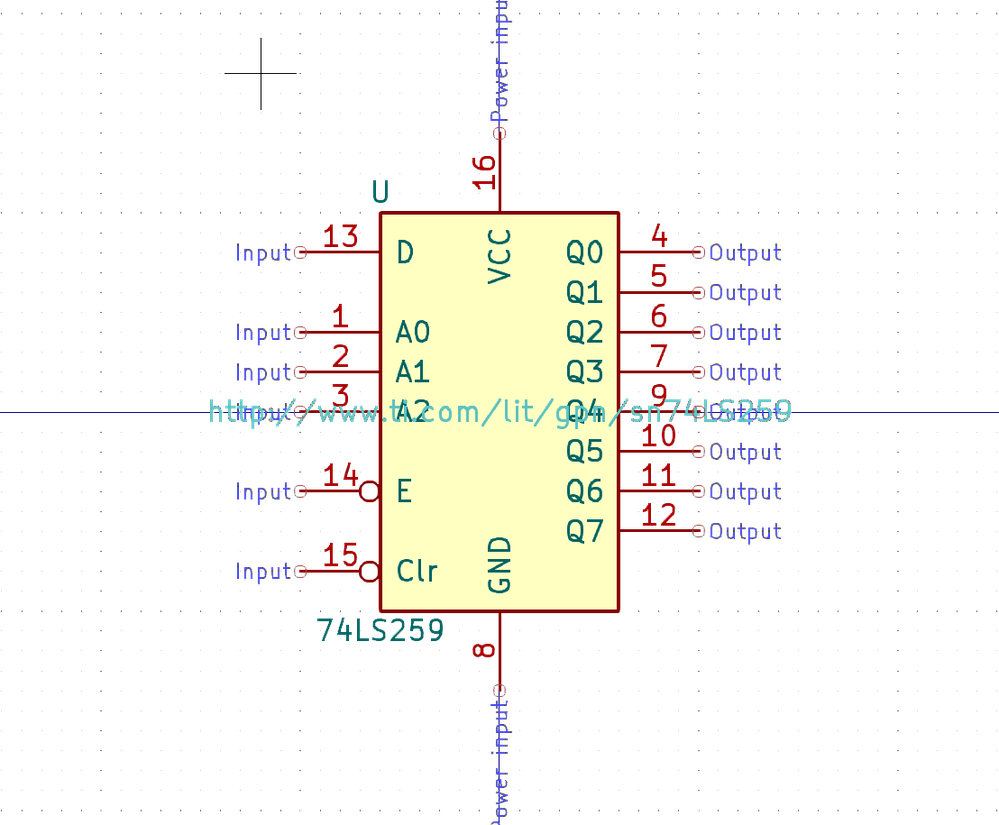 Power inpu
16
U
Input 13 D VCC Q0 4 Output
Q1 5 Output
Input 1 A0 Q2 6 Output
Input 2 A1 Q3 7 Output
Input 3 A2 Q4 9 Output
http://www.ti.com/lit/gpn/sn74LS259
Q5 10 Output
Input 14 E Q6 11 Output
Q7 12 Output
Input 15 Clr GND
74LS259
8
Power input